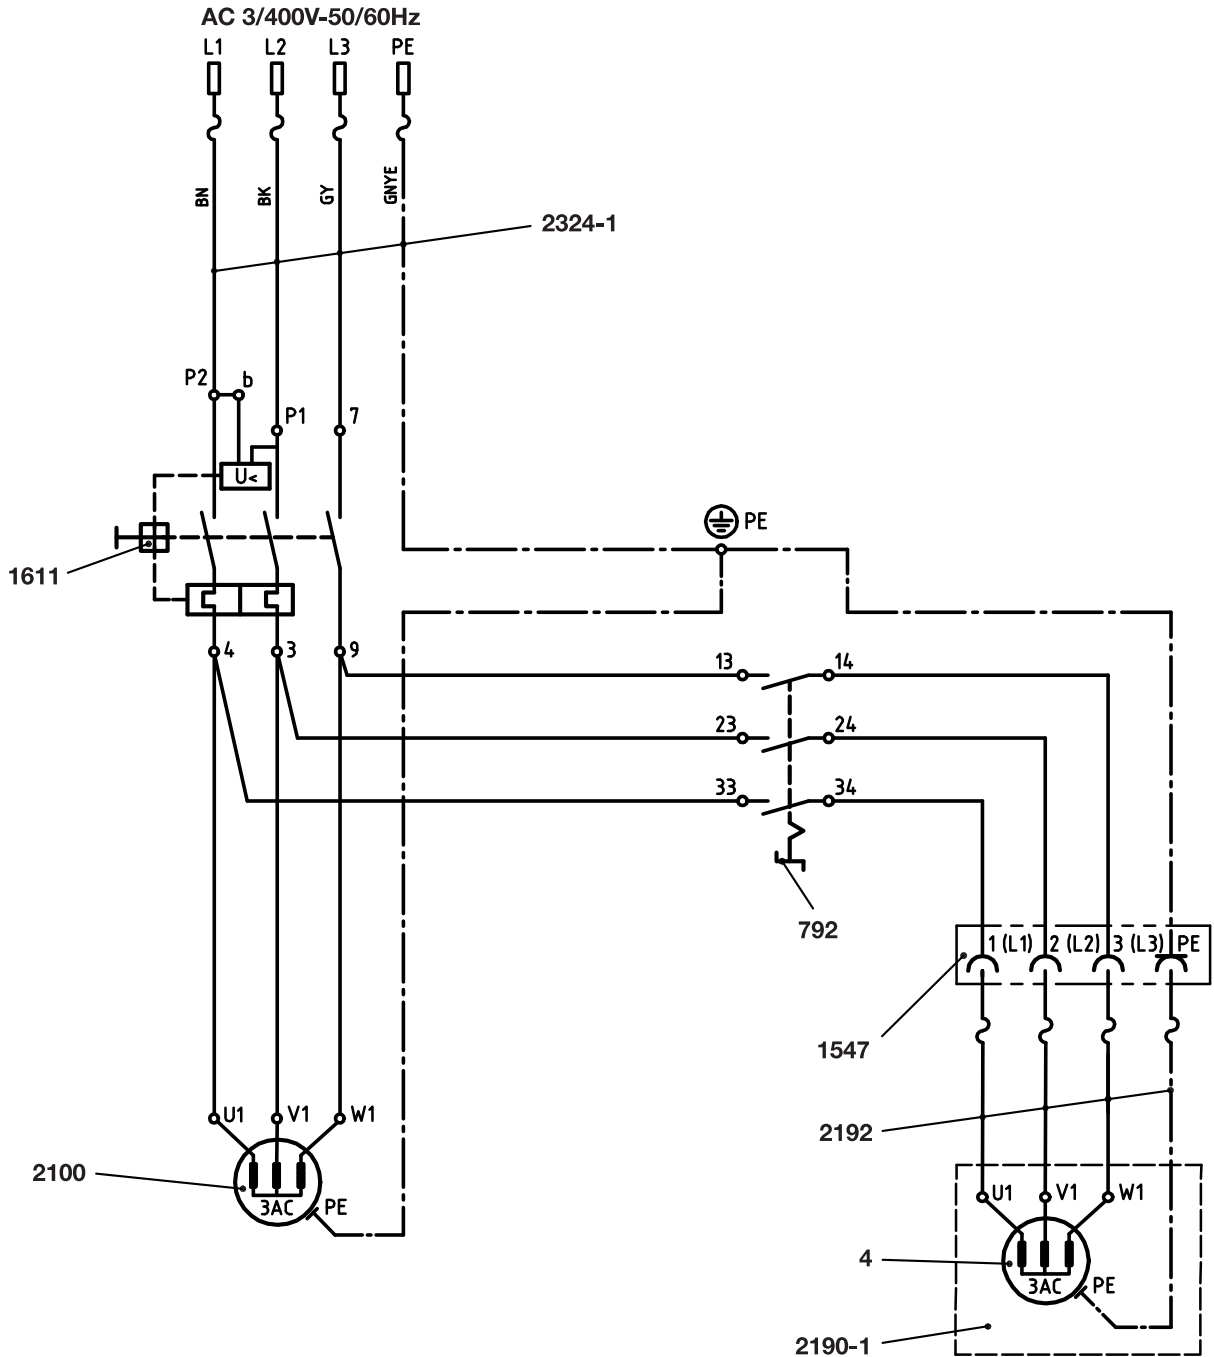 AC 3/400V-50/60Hz
L1 L2 L3 PE
BN BK GY GNYE
2324-1
P2 b
P1 7
U<
PE
1611
4 3 9
13 14
23 24
33 34
792
1 (L1) 2 (L2) 3 (L3) PE
1547
U1 V1 W1
2192
2100
3AC PE
U1 V1 W1
4
3AC PE
2190-1